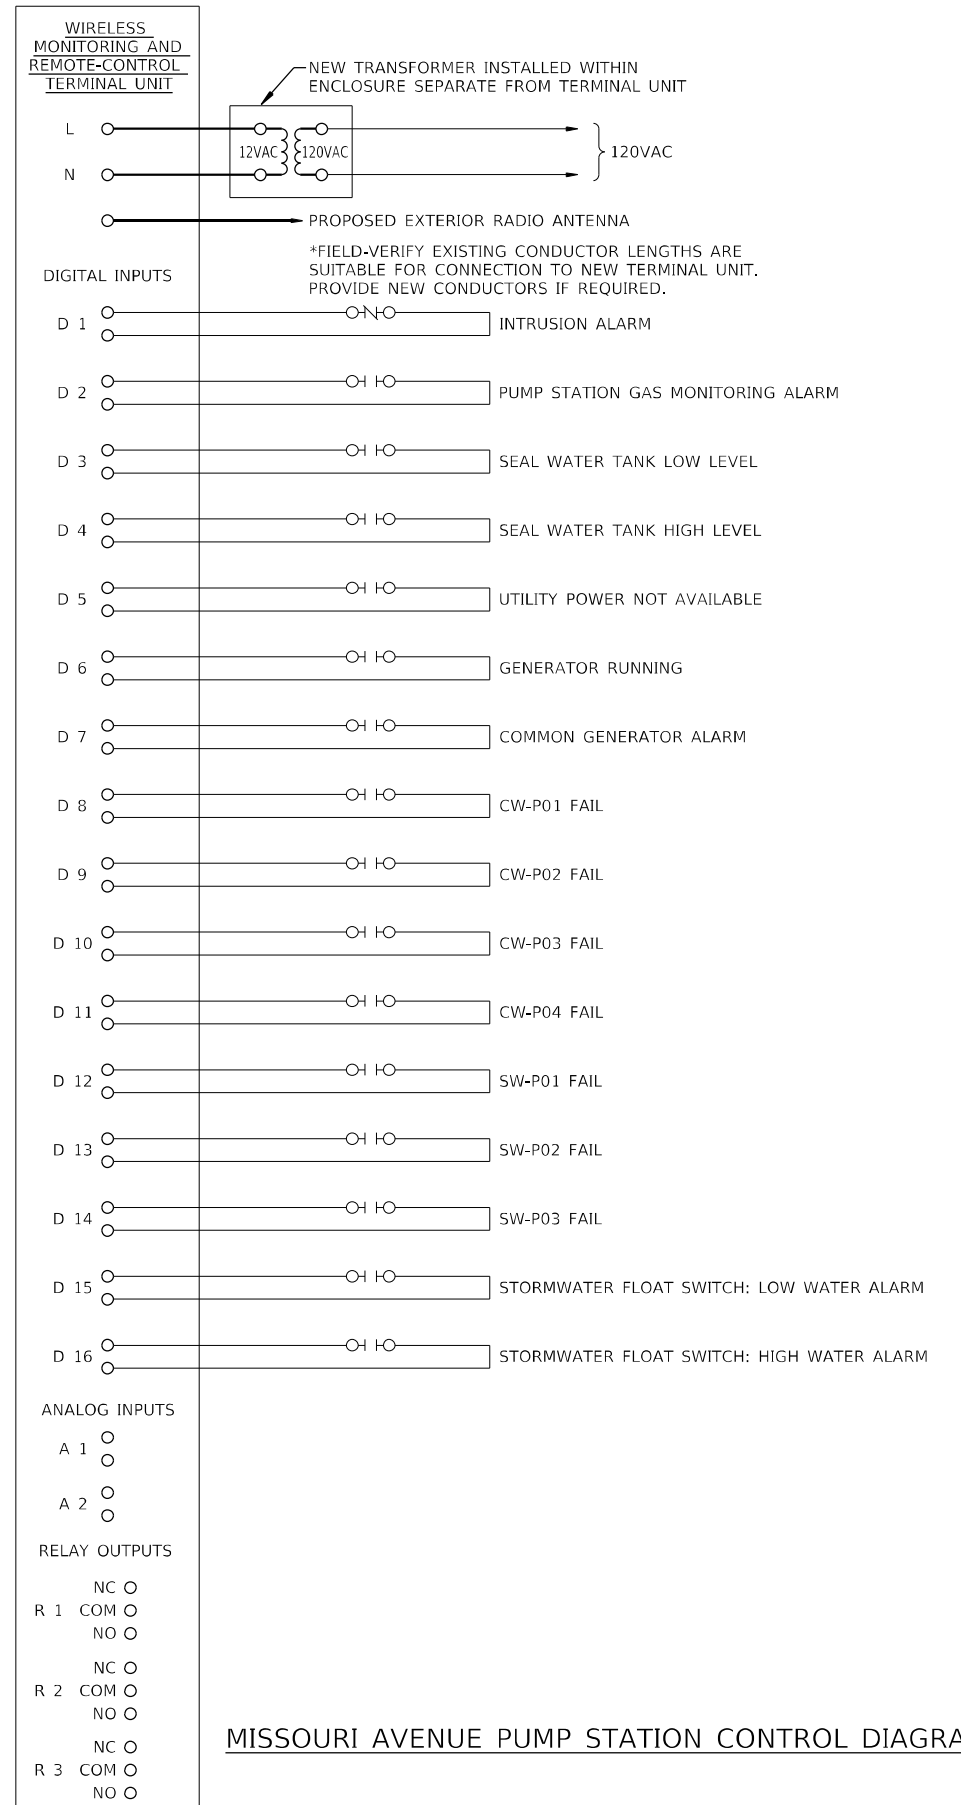 WIRELESS
MONITORING AND
REMOTE-CONTROL
TERMINAL UNIT
NEW TRANSFORMER INSTALLED WITHIN
ENCLOSURE SEPARATE FROM TERMINAL UNIT
L
12VAC 120VAC
120VAC
N
PROPOSED EXTERIOR RADIO ANTENNA
*FIELD-VERIFY EXISTING CONDUCTOR LENGTHS ARE
SUITABLE FOR CONNECTION TO NEW TERMINAL UNIT.
PROVIDE NEW CONDUCTORS IF REQUIRED.
DIGITAL INPUTS
D 1 INTRUSION ALARM
D 2 PUMP STATION GAS MONITORING ALARM
D 3 SEAL WATER TANK LOW LEVEL
D 4 SEAL WATER TANK HIGH LEVEL
D 5 UTILITY POWER NOT AVAILABLE
D 6 GENERATOR RUNNING
D 7 COMMON GENERATOR ALARM
D 8 CW-P01 FAIL
D 9 CW-P02 FAIL
D 10 CW-P03 FAIL
D 11 CW-P04 FAIL
D 12 SW-P01 FAIL
D 13 SW-P02 FAIL
D 14 SW-P03 FAIL
D 15 STORMWATER FLOAT SWITCH: LOW WATER ALARM
D 16 STORMWATER FLOAT SWITCH: HIGH WATER ALARM
ANALOG INPUTS
A 1
A 2
RELAY OUTPUTS
NC
R 1 COM
NO
NC
R 2 COM
NO
NC
R 3 COM
NO
MISSOURI AVENUE PUMP STATION CONTROL DIAGRA